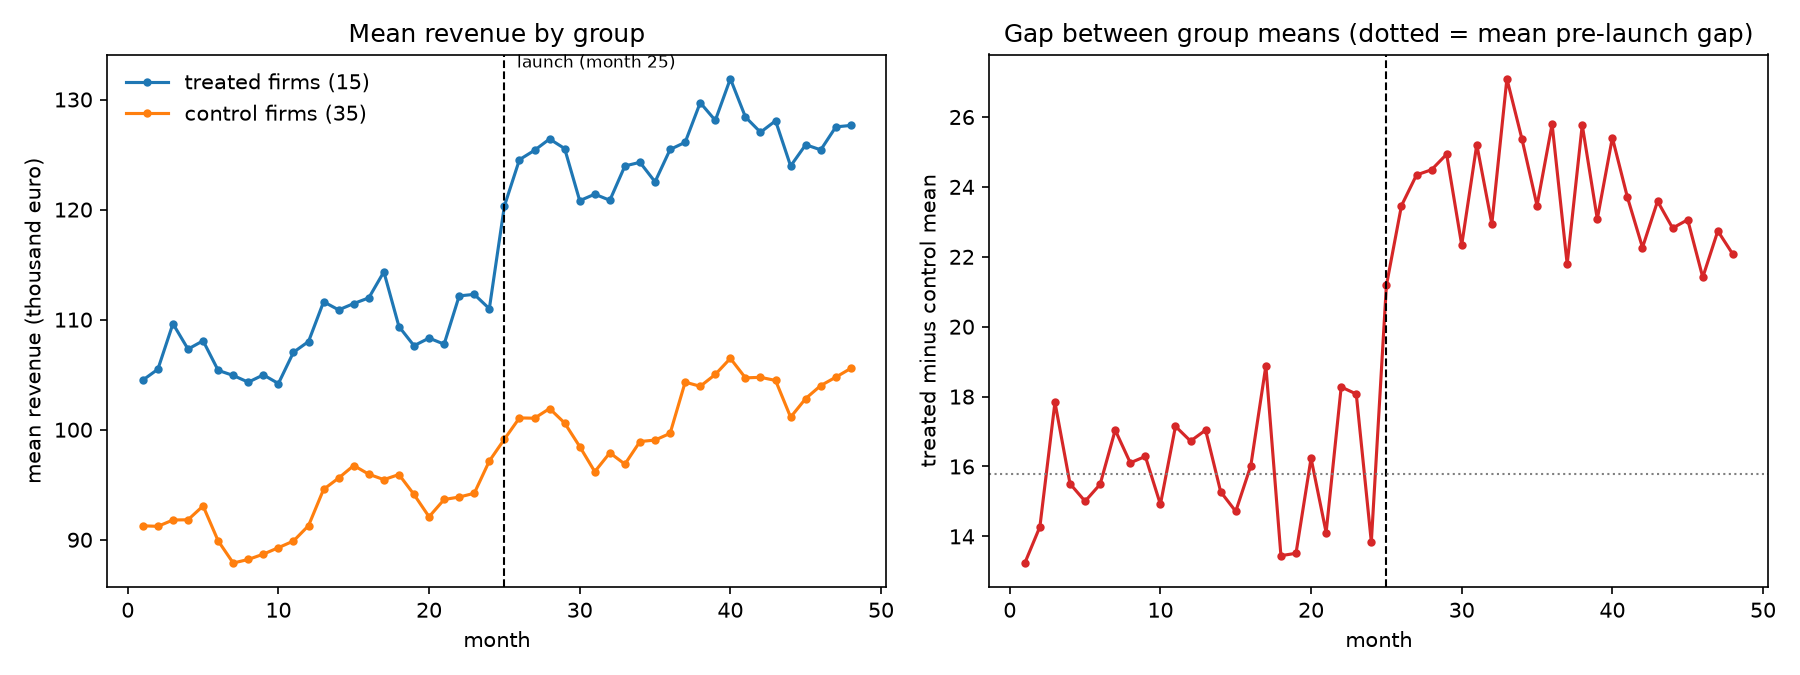 Mean revenue by group
launch (month 25)
treated firms (15)
control firms (35)
mean revenue (thousand euro)
130
120
110
100
90
0 10 20 30 40 50
month
Gap between group means (dotted = mean pre-launch gap)
treated minus control mean
26
24
22
20
18
16
14
0 10 20 30 40 50
month